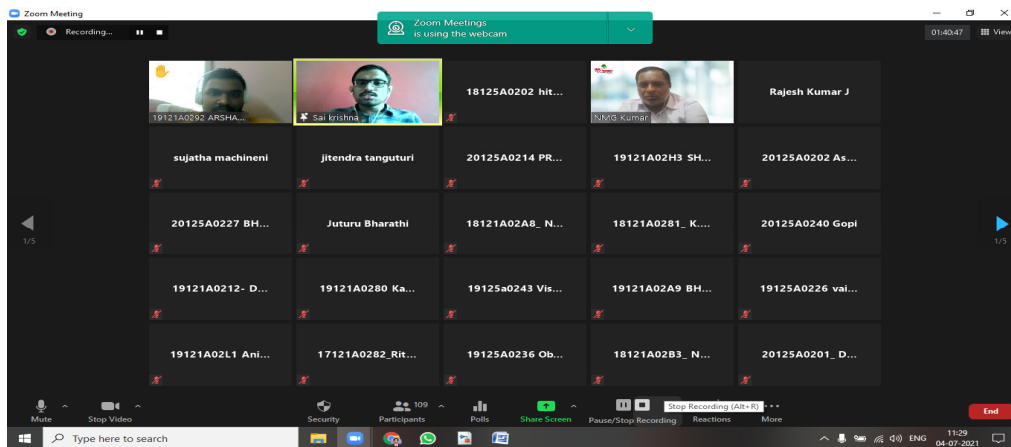 Zoom Meeting
Zoom Meetings
is using the webcam
Recording...
01:40:47 View
19121A0292 ARSHA...
Sai krishna
18125A0202 hit...
NMG Kumar
Rajesh Kumar J
sujatha machineni
jitendra tanguturi
20125A0214 PR...
19121A02H3 SH...
20125A0202 As...
20125A0227 BH...
Juturu Bharathi
18121A02A8_ N...
18121A0281_ K....
20125A0240 Gopi
1/5
1/5
19121A0212- D...
19121A0280 Ka...
19125a0243 Vis...
19121A02A9 BH...
19125A0226 vai...
19121A02L1 Ani...
17121A0282_Rit...
19125A0236 Ob...
18121A02B3_ N...
20125A0201_ D...
109
Stop Recording (Alt+R)
Mute Stop Video Security Participants Polls Share Screen Pause/Stop Recording Reactions More
End
Type here to search
ENG
11:29
04-07-2021